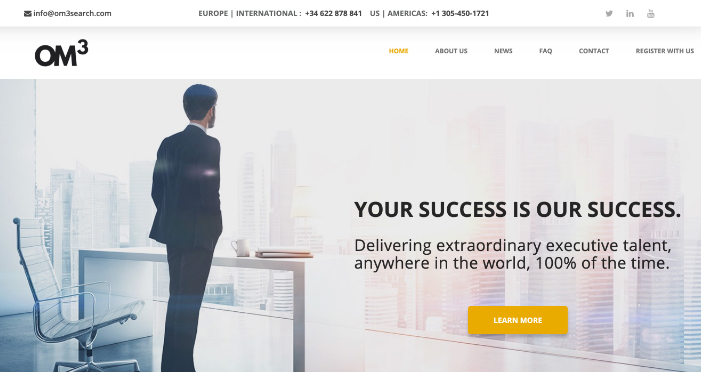 info@om3search.com
EUROPE | INTERNATIONAL : +34 622 878 841 US | AMERICAS: +1 305-450-1721
OM3
HOME ABOUT US NEWS FAQ CONTACT REGISTER WITH US
YOUR SUCCESS IS OUR SUCCESS.
Delivering extraordinary executive talent,
anywhere in the world, 100% of the time.
LEARN MORE